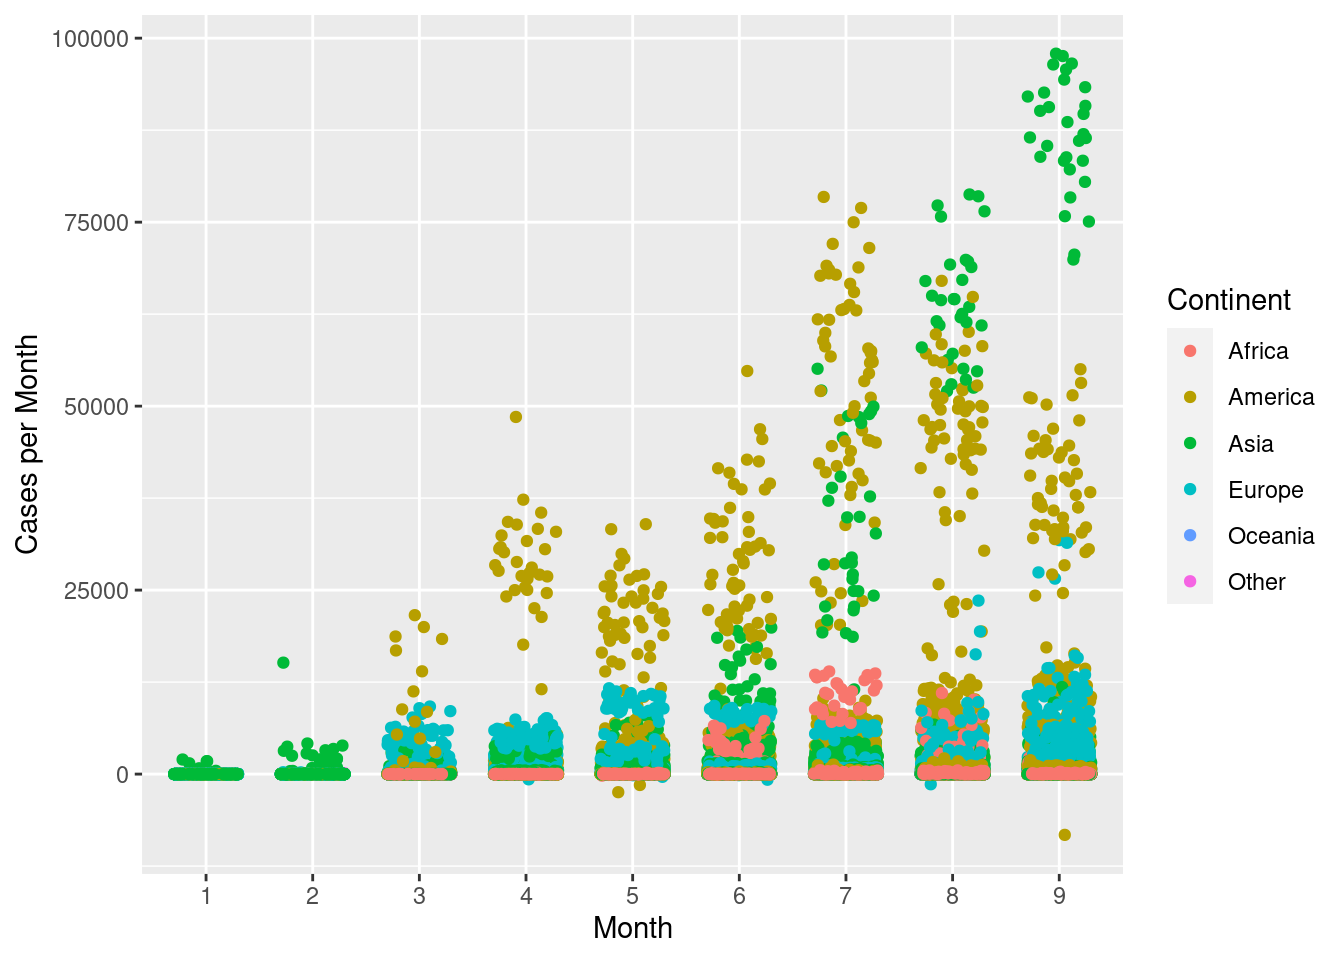 100000
75000
50000
25000
0
Cases per Month
1 2 3 4 5 6 7 8 9
Month
Continent
Africa
America
Asia
Europe
Oceania
Other